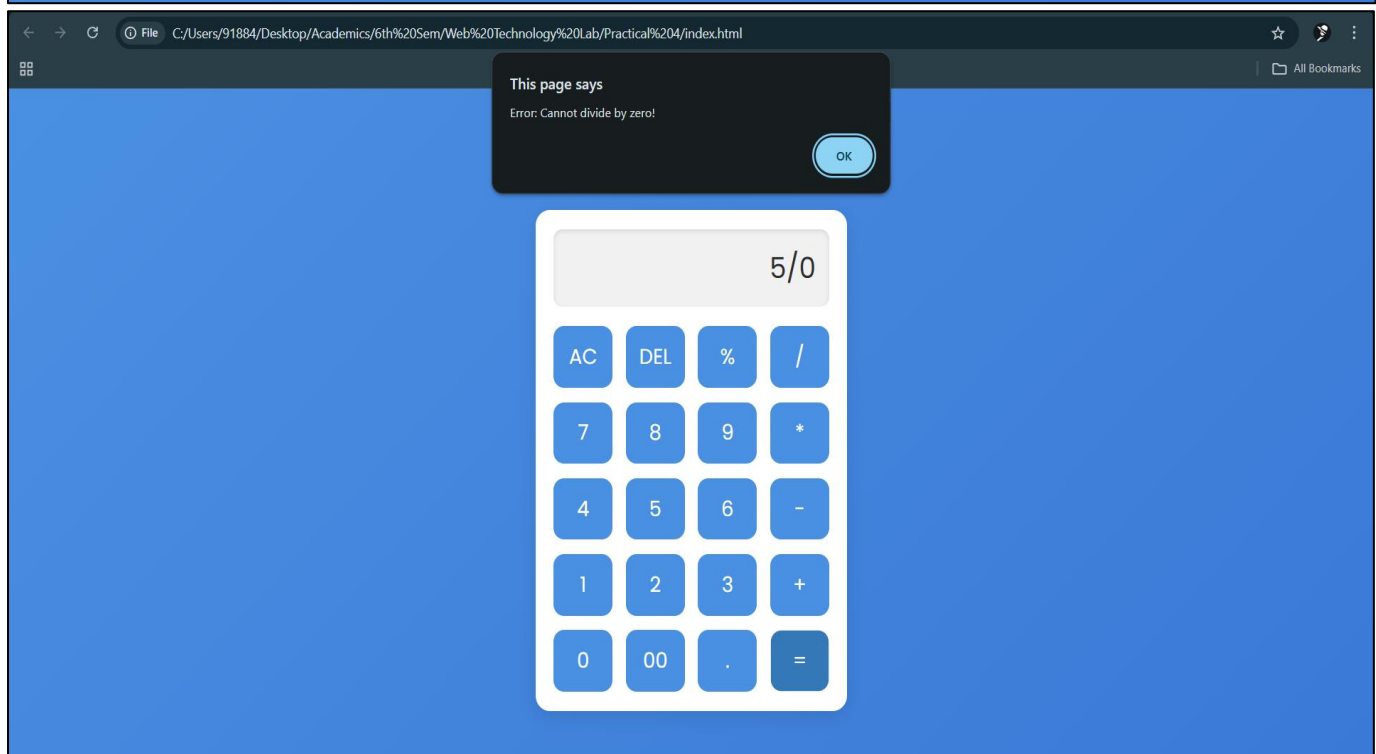 File C:/Users/91884/Desktop/Academics/6th%20Sem/Web%20Technology%20Lab/Practical%204/index.html
All Bookmarks
This page says
Error: Cannot divide by zero!
OK
5/0
AC DEL % /
7 8 9 *
4 5 6 -
1 2 3 +
0 00 . =